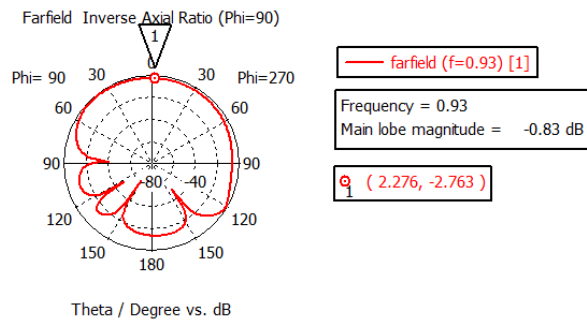 Farfield Inverse Axial Ratio (Phi=90)
1
0
Phi= 90 30 30 Phi=270
60 60
90 90
-80 -40
120 120
150 150
180
Theta / Degree vs. dB
farfield (f=0.93) [1]
Frequency = 0.93
Main lobe magnitude = -0.83 dB
1 ( 2.276, -2.763 )